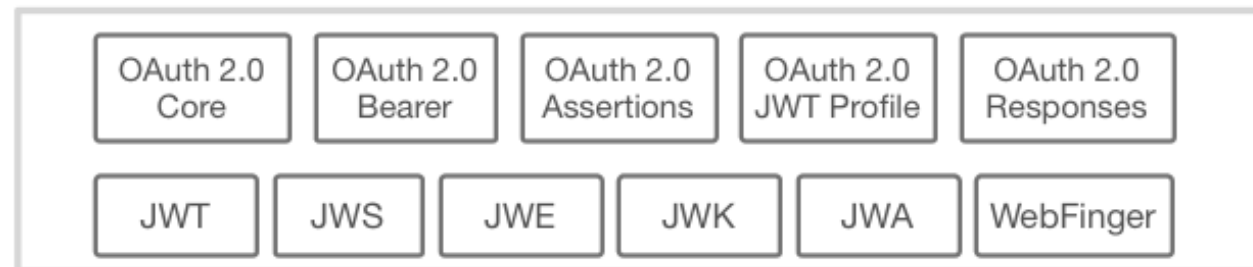 OAuth 2.0
Core
OAuth 2.0
Bearer
OAuth 2.0
Assertions
OAuth 2.0
JWT Profile
OAuth 2.0
Responses
JWT
JWS
JWE
JWK
JWA
WebFinger